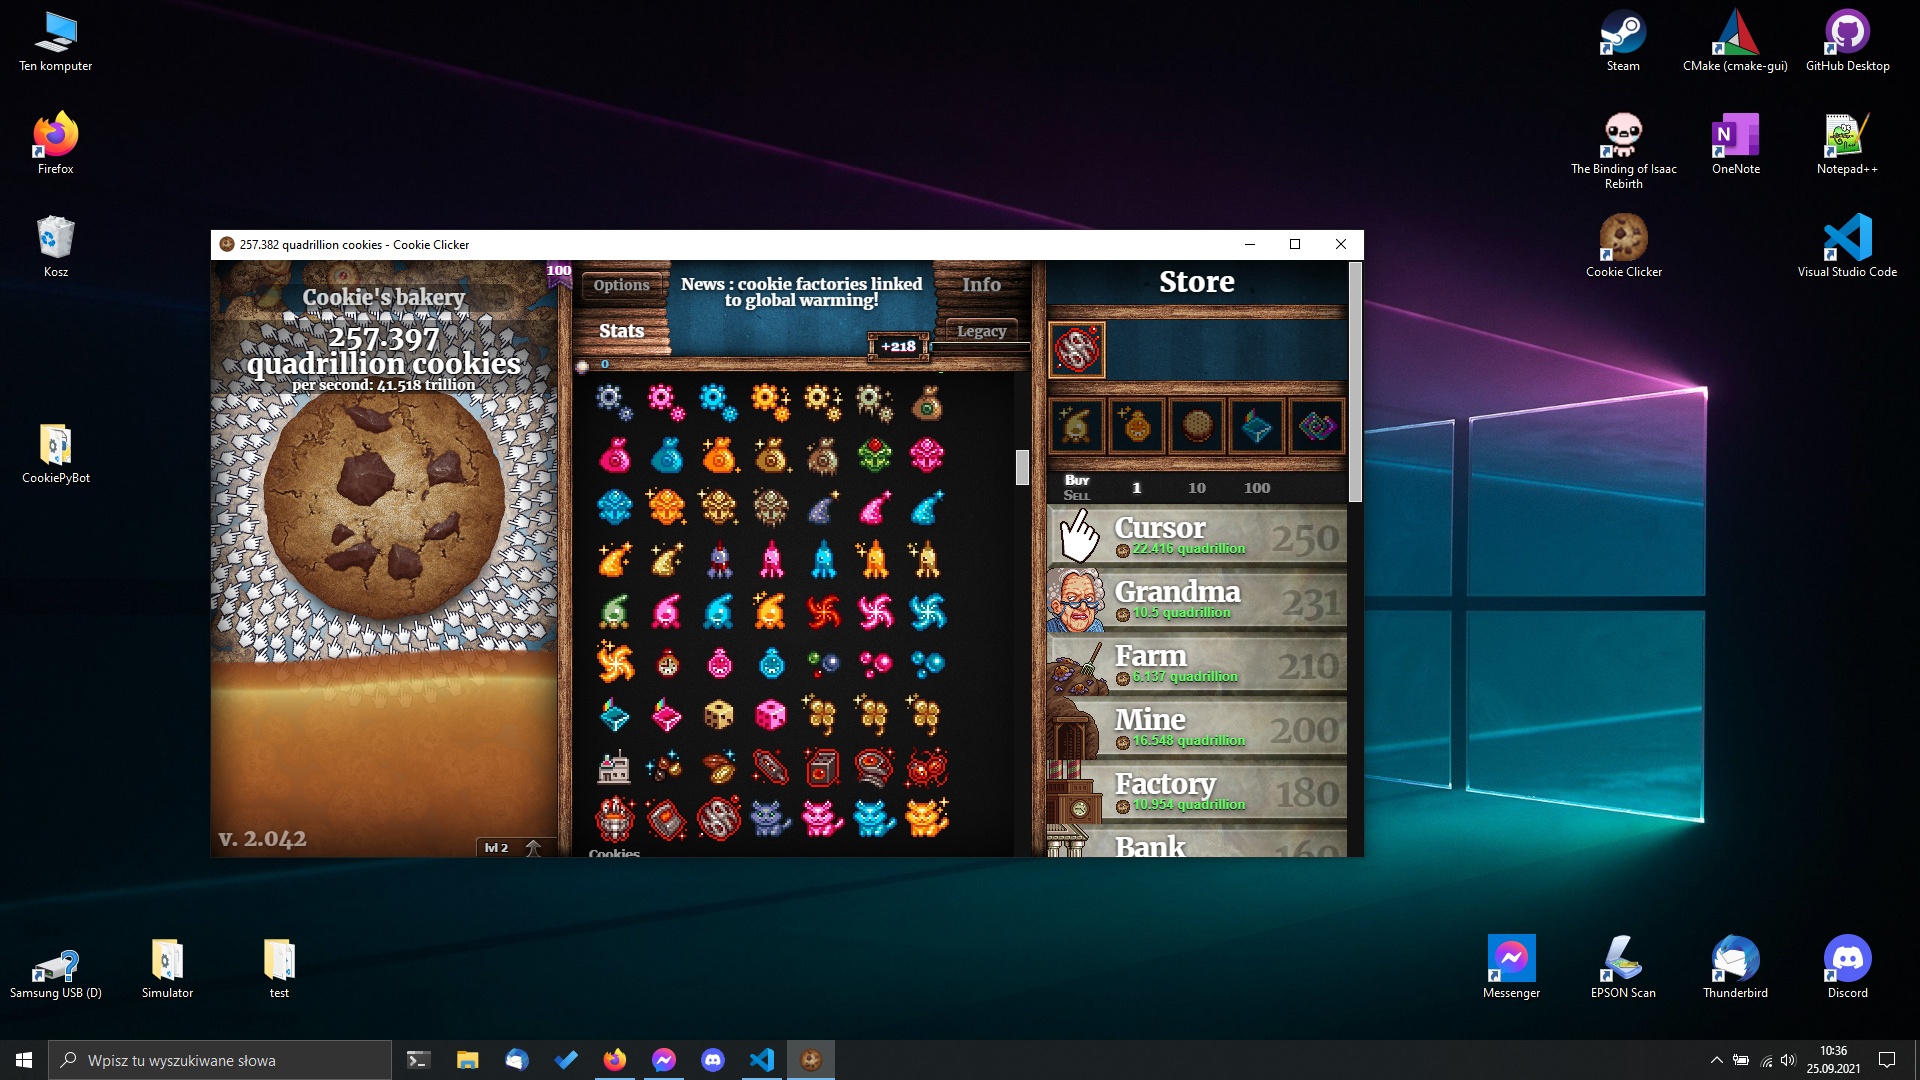 Ten komputer
Firefox
Kosz
CookiePyBot
Samsung USB (D)
Simulator
test
Steam
CMake (cmake-gui)
GitHub Desktop
The Binding of Isaac
Rebirth
OneNote
Notepad++
Cookie Clicker
Visual Studio Code
Messenger
EPSON Scan
Thunderbird
Discord
257.382 quadrillion cookies - Cookie Clicker
100
Cookie's bakery
257.397
quadrillion cookies
per second: 41.518 trillion
v. 2.042
lvl 2
Options
Stats
News : cookie factories linked
to global warming!
Info
Legacy
+218
0
Cookies
Store
Buy
Sell
1
10
100
Cursor
22.416 quadrillion
250
Grandma
10.5 quadrillion
231
Farm
6.137 quadrillion
210
Mine
16.548 quadrillion
200
Factory
10.954 quadrillion
180
Bank
160
Wpisz tu wyszukiwane słowa
10:36
25.09.2021